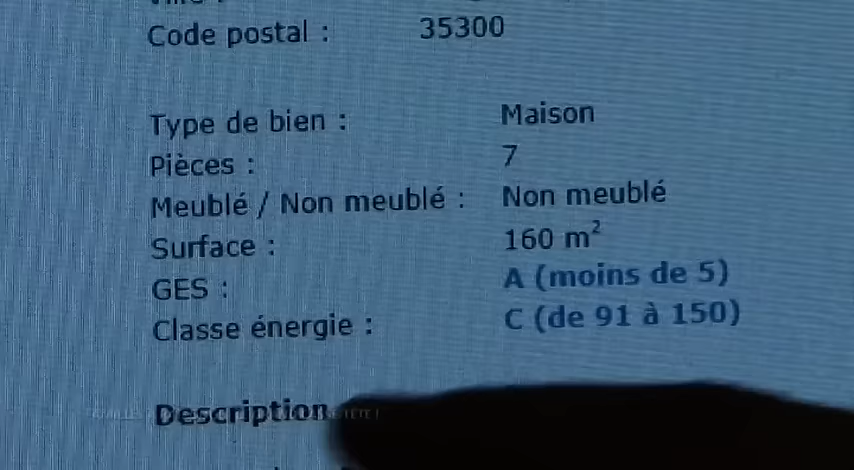 Code postal : 35300
Type de bien : Maison
Pièces : 7
Meublé / Non meublé : Non meublé
Surface : 160 m²
GES : A (moins de 5)
Classe énergie : C (de 91 à 150)
Description